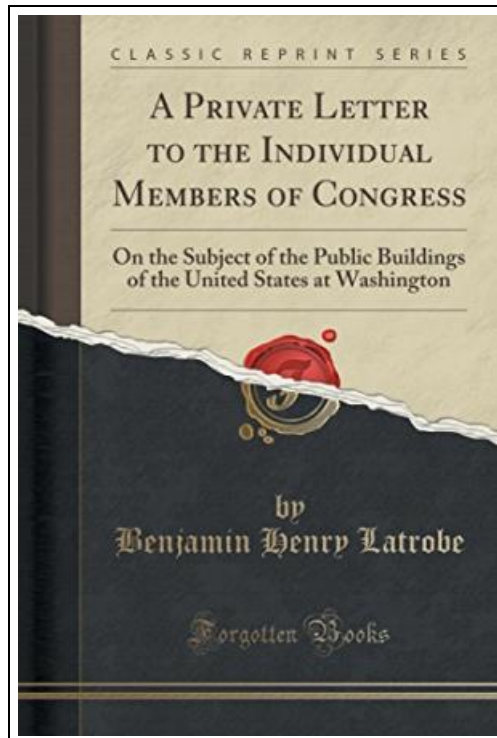 CLASSIC REPRINT SERIES
A PRIVATE LETTER
TO THE INDIVIDUAL
MEMBERS OF CONGRESS
On the Subject of the Public Buildings
of the United States at Washington
by
Benjamin Henry Latrobe
Forgotten Books